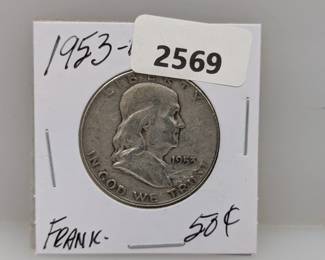 1953-
2569
LIBERTY
1953
IN GOD WE TRUST
FRANK. 50¢